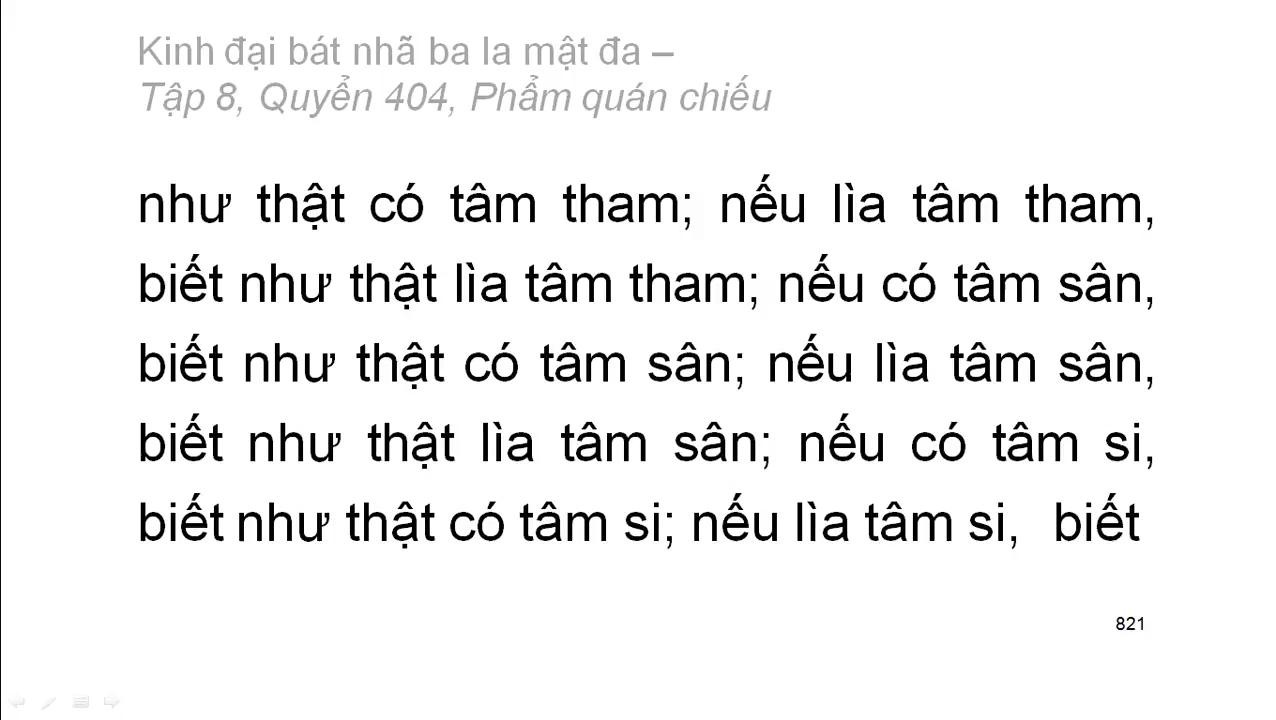 Kinh đại bát nhã ba la mật đa –
Tập 8, Quyển 404, Phẩm quán chiếu
như thật có tâm tham; nếu lìa tâm tham,
biết như thật lìa tâm tham; nếu có tâm sân,
biết như thật có tâm sân; nếu lìa tâm sân,
biết như thật lìa tâm sân; nếu có tâm si,
biết như thật có tâm si; nếu lìa tâm si, biết
821